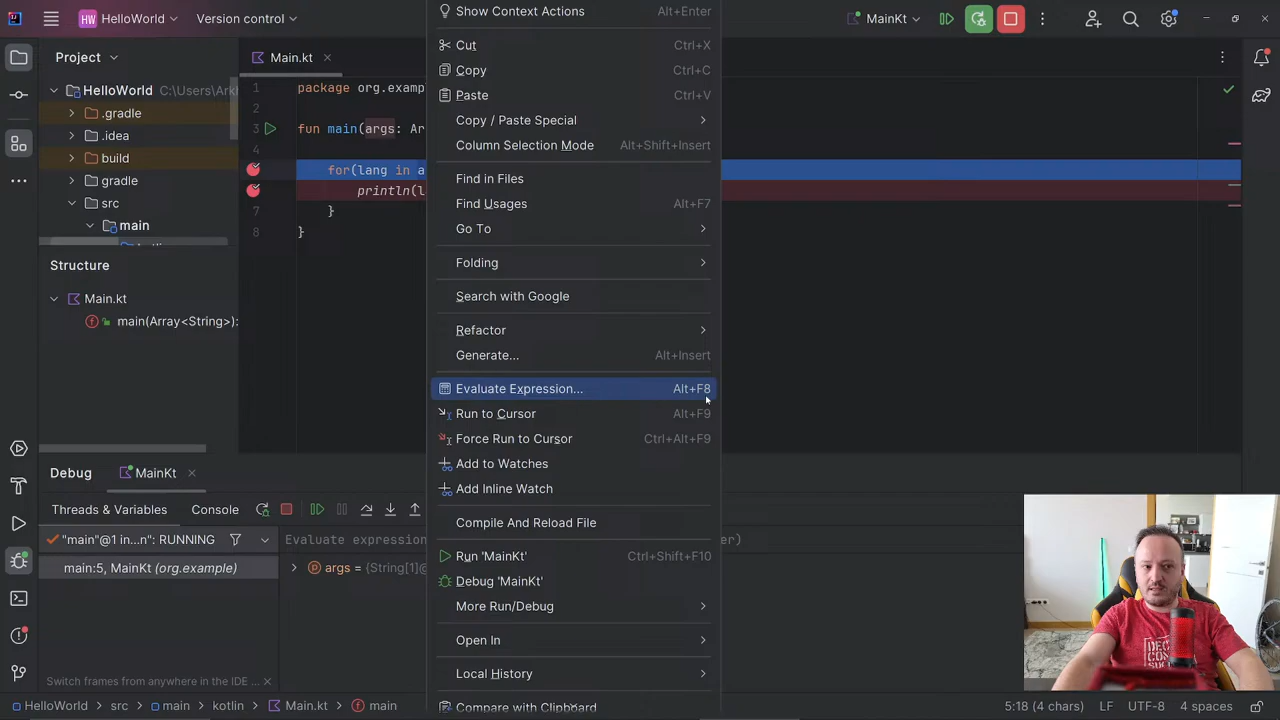 HW HelloWorld Version control MainKt
Project
HelloWorld C:\Users\Ark
.gradle
.idea
build
gradle
src
main
Structure
Main.kt
main(Array<String>):
Main.kt
1 package org.examp
2
3 fun main(args: Ar
4
for(lang in a
println(l
7 }
8 }
Show Context Actions Alt+Enter
Cut Ctrl+X
Copy Ctrl+C
Paste Ctrl+V
Copy / Paste Special
Column Selection Mode Alt+Shift+Insert
Find in Files
Find Usages Alt+F7
Go To
Folding
Search with Google
Refactor
Generate... Alt+Insert
Evaluate Expression... Alt+F8
Run to Cursor Alt+F9
Force Run to Cursor Ctrl+Alt+F9
Add to Watches
Add Inline Watch
Compile And Reload File
Run 'MainKt' Ctrl+Shift+F10
Debug 'MainKt'
More Run/Debug
Open In
Local History
Compare with Clipboard
Debug MainKt
Threads & Variables Console
"main"@1 in...n": RUNNING
main:5, MainKt (org.example)
Evaluate expression
args = {String[1]@
Switch frames from anywhere in the IDE ...
HelloWorld src main kotlin Main.kt main 5:18 (4 chars) LF UTF-8 4 spaces